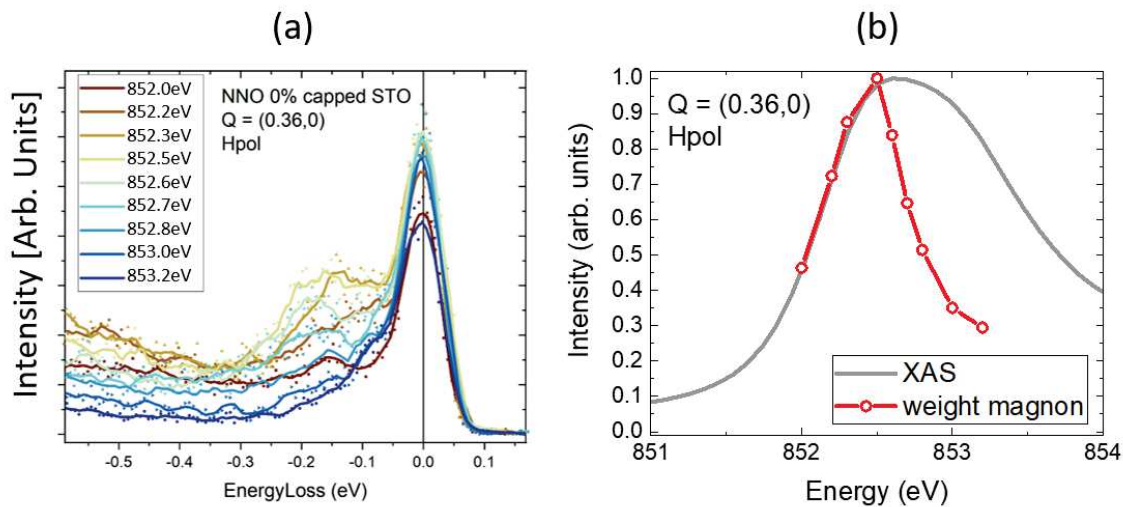 (a)
852.0eV
852.2eV
852.3eV
852.5eV
852.6eV
852.7eV
852.8eV
853.0eV
853.2eV
NNO 0% capped STO
Q = (0.36,0)
Hpol
Intensity [Arb. Units]
-0.5 -0.4 -0.3 -0.2 -0.1 0.0 0.1
EnergyLoss (eV)
(b)
Q = (0.36,0)
Hpol
1.0
0.9
0.8
0.7
0.6
0.5
0.4
0.3
0.2
0.1
0.0
Intensity (arb. units)
XAS
weight magnon
851 852 853 854
Energy (eV)